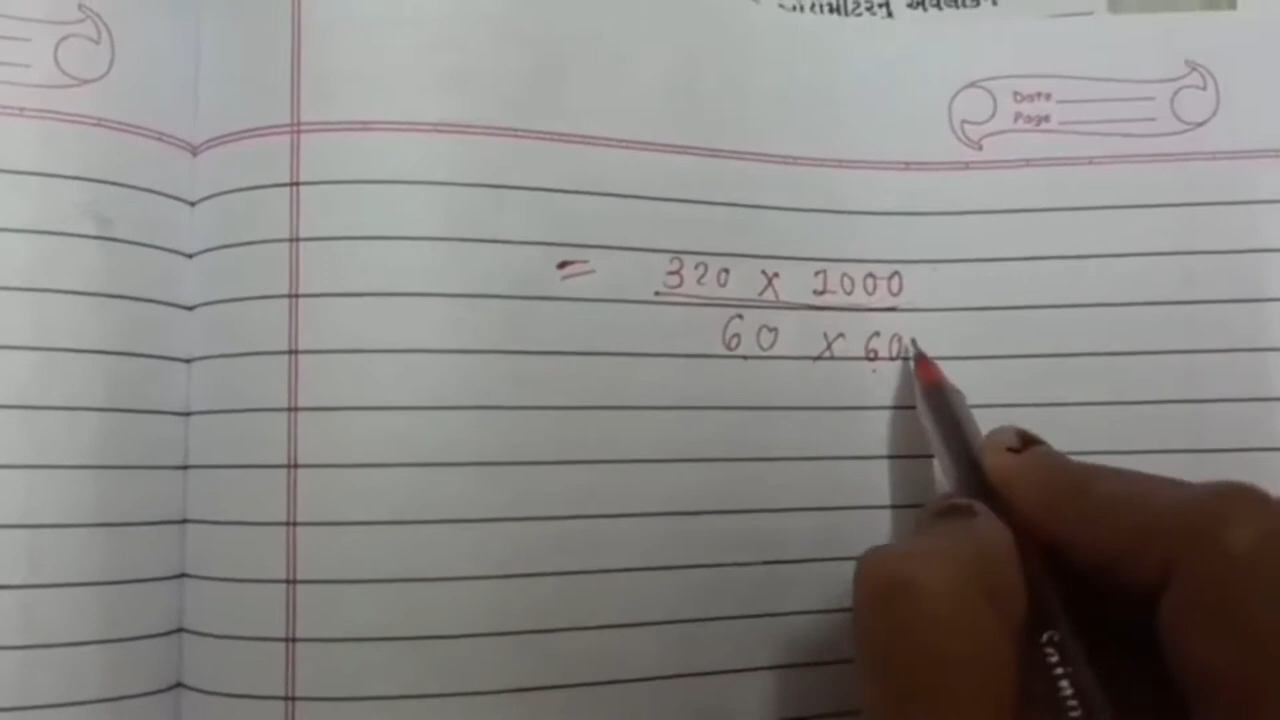 Date
Page
= 320 x 1000
60 x 60